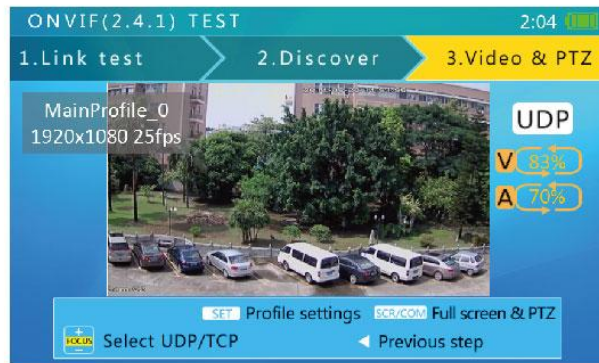 ONVIF(2.4.1) TEST 2:04
1.Link test 2.Discover 3.Video & PTZ
MainProfile_0
1920x1080 25fps
UDP
V 83%
A 70%
SET Profile settings SCR/COM Full screen & PTZ
+ FOCUS − Select UDP/TCP ◀ Previous step